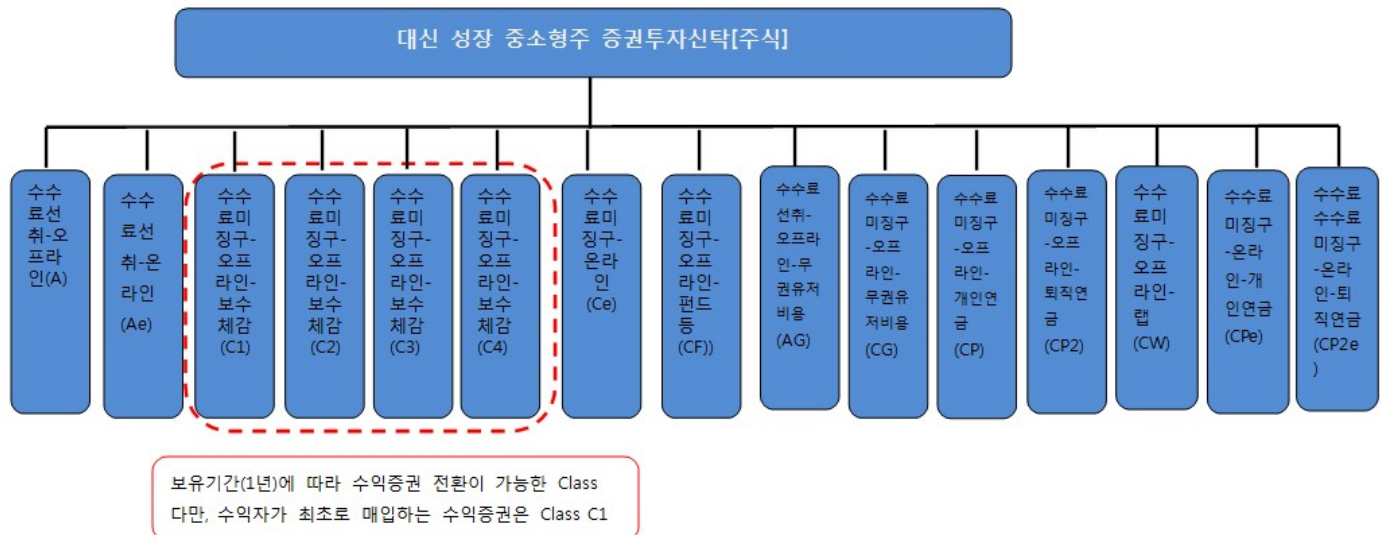 대신 성장 중소형주 증권투자신탁[주식]
수수
료선
취-오
프라
인(A)
수수
료선
취-온
라인
(Ae)
수수
료미
징구-
오프
라인-
보수
체감
(C1)
수수
료미
징구-
오프
라인-
보수
체감
(C2)
수수
료미
징구-
오프
라인-
보수
체감
(C3)
수수
료미
징구-
오프
라인-
보수
체감
(C4)
수수
료미
징구-
온라
인
(Ce)
수수
료미
징구-
오프
라인-
펀드
등
(CF))
수수료
선취-
오프라
인-무
권유저
비용
(AG)
수수료
미징구
-오프
라인-
무권유
저비용
(CG)
수수료
미징구
-오프
라인-
개인연
금
(CP)
수수료
미징구
-오프
라인-
퇴직연
금
(CP2)
수수
료미
징구-
오프
라인-
랩
(CW)
수수료
미징구
-온라
인-개
인연금
(CPe)
수수료
수수료
미징구
-온라
인-퇴
직연금
(CP2e
)
보유기간(1년)에 따라 수익증권 전환이 가능한 Class
다만, 수익자가 최초로 매입하는 수익증권은 Class C1